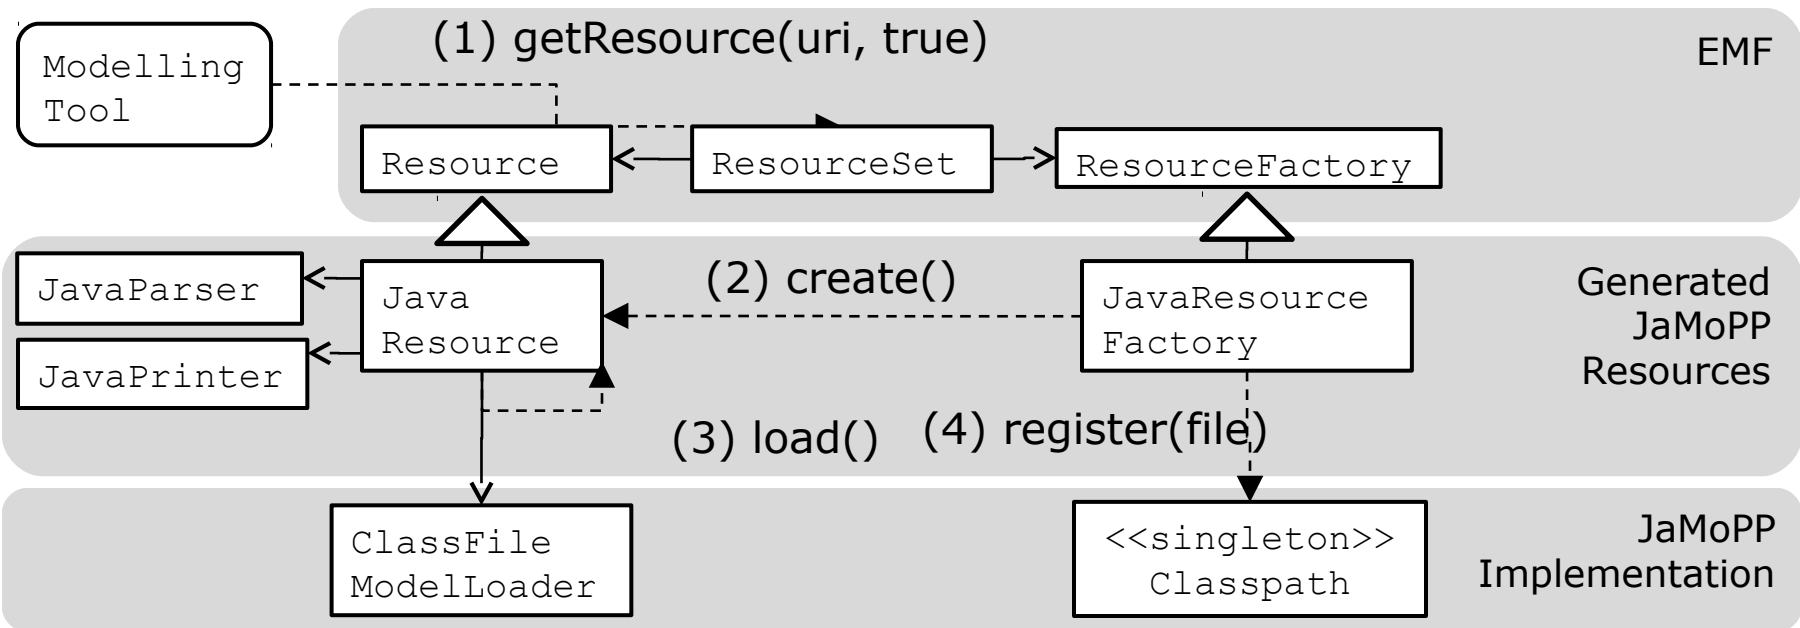 (1) getResource(uri, true)
EMF
Modelling
Tool
Resource
ResourceSet
ResourceFactory
JavaParser
Java
Resource
(2) create()
JavaResource
Factory
Generated
JaMoPP
Resources
JavaPrinter
(3) load()
(4) register(file)
ClassFile
ModelLoader
<<singleton>>
Classpath
JaMoPP
Implementation